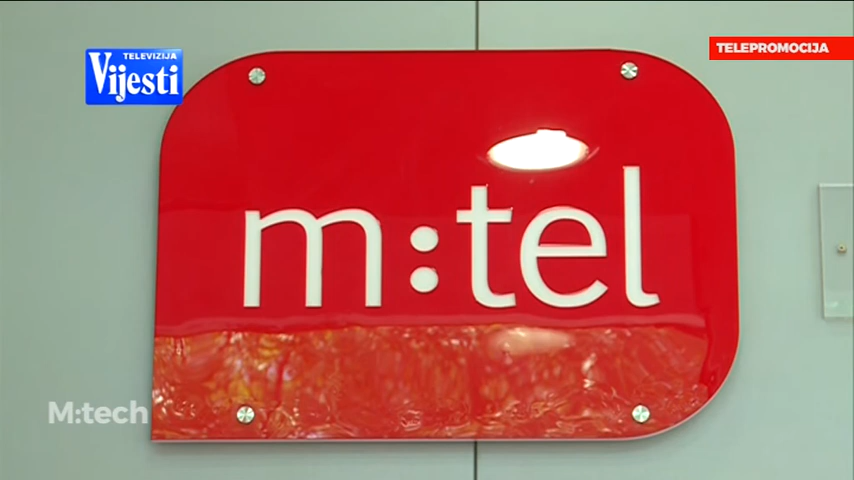 TELEVIZIJA
Vijesti
TELEPROMOCIJA
m:tel
M:tech